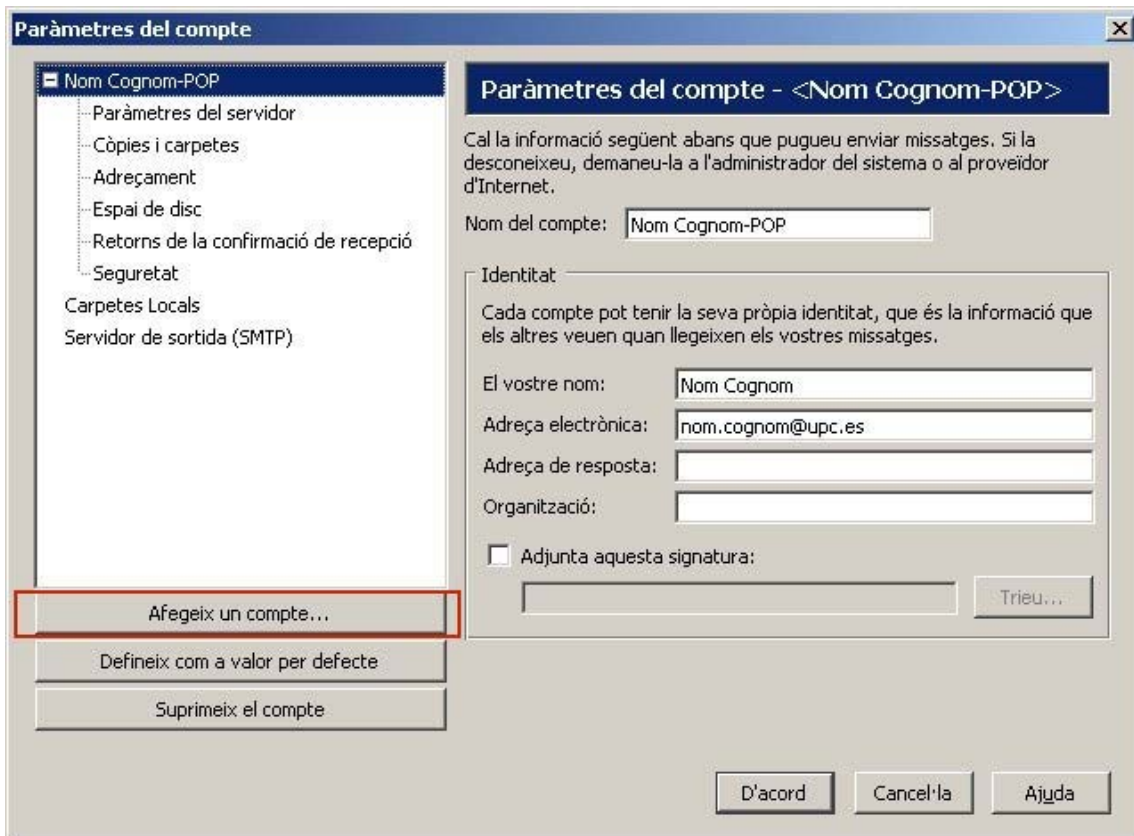 Paràmetres del compte
Nom Cognom-POP
Paràmetres del servidor
Còpies i carpetes
Adreçament
Espai de disc
Retorns de la confirmació de recepció
Seguretat
Carpetes Locals
Servidor de sortida (SMTP)
Afegeix un compte...
Defineix com a valor per defecte
Suprimeix el compte
Paràmetres del compte - <Nom Cognom-POP>
Cal la informació següent abans que pugueu enviar missatges. Si la
desconeixeu, demaneu-la a l'administrador del sistema o al proveïdor
d'Internet.
Nom del compte: Nom Cognom-POP
Identitat
Cada compte pot tenir la seva pròpia identitat, que és la informació que
els altres veuen quan llegeixen els vostres missatges.
El vostre nom: Nom Cognom
Adreça electrònica: nom.cognom@upc.es
Adreça de resposta:
Organització:
Adjunta aquesta signatura:
Trieu...
D'acord Cancel·la Ajuda